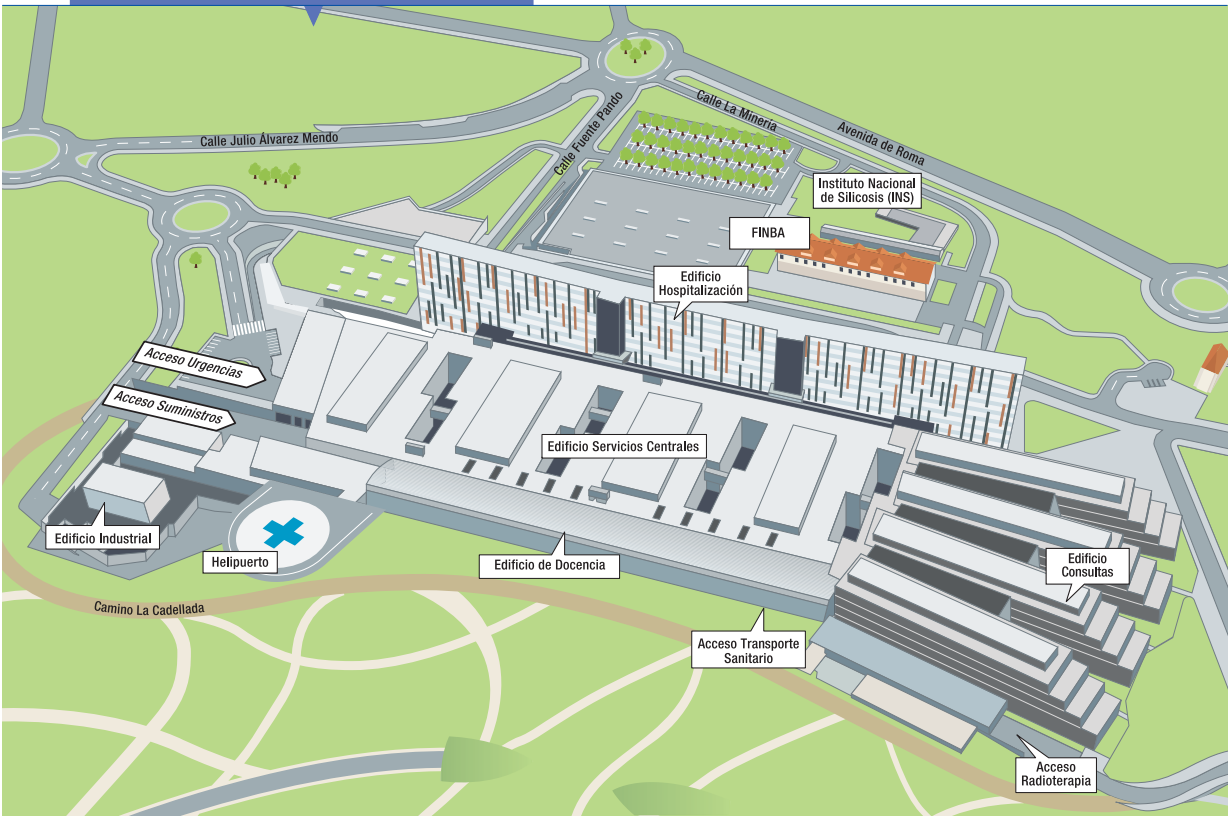 Calle La Minería
Calle Fuente Pando
Calle Julio Álvarez Mendo
Avenida de Roma
Instituto Nacional
de Silicosis (INS)
FINBA
Edificio
Hospitalización
Acceso Urgencias
Acceso Suministros
Edificio Servicios Centrales
Edificio Industrial
Helipuerto
Edificio de Docencia
Edificio
Consultas
Camino La Cadellada
Acceso Transporte
Sanitario
Acceso
Radioterapia